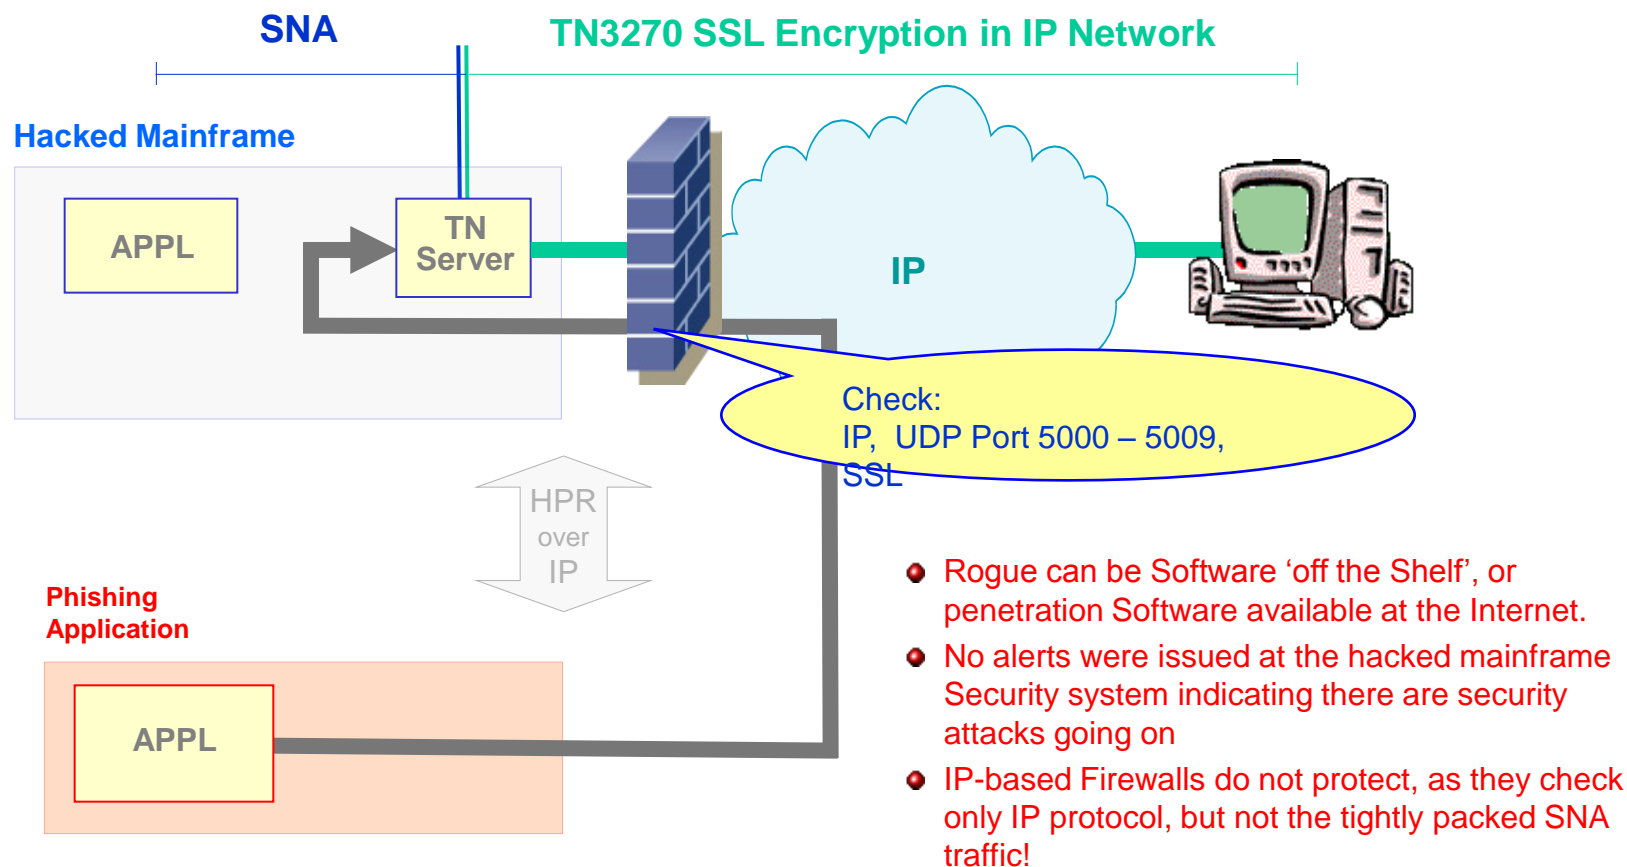 SNA
TN3270 SSL Encryption in IP Network
Hacked Mainframe
APPL
TN
Server
IP
Check:
IP, UDP Port 5000 – 5009,
SSL
HPR
over
IP
Phishing
Application
APPL
Rogue can be Software ‘off the Shelf’, or
penetration Software available at the Internet.
No alerts were issued at the hacked mainframe
Security system indicating there are security
attacks going on
IP-based Firewalls do not protect, as they check
only IP protocol, but not the tightly packed SNA
traffic!